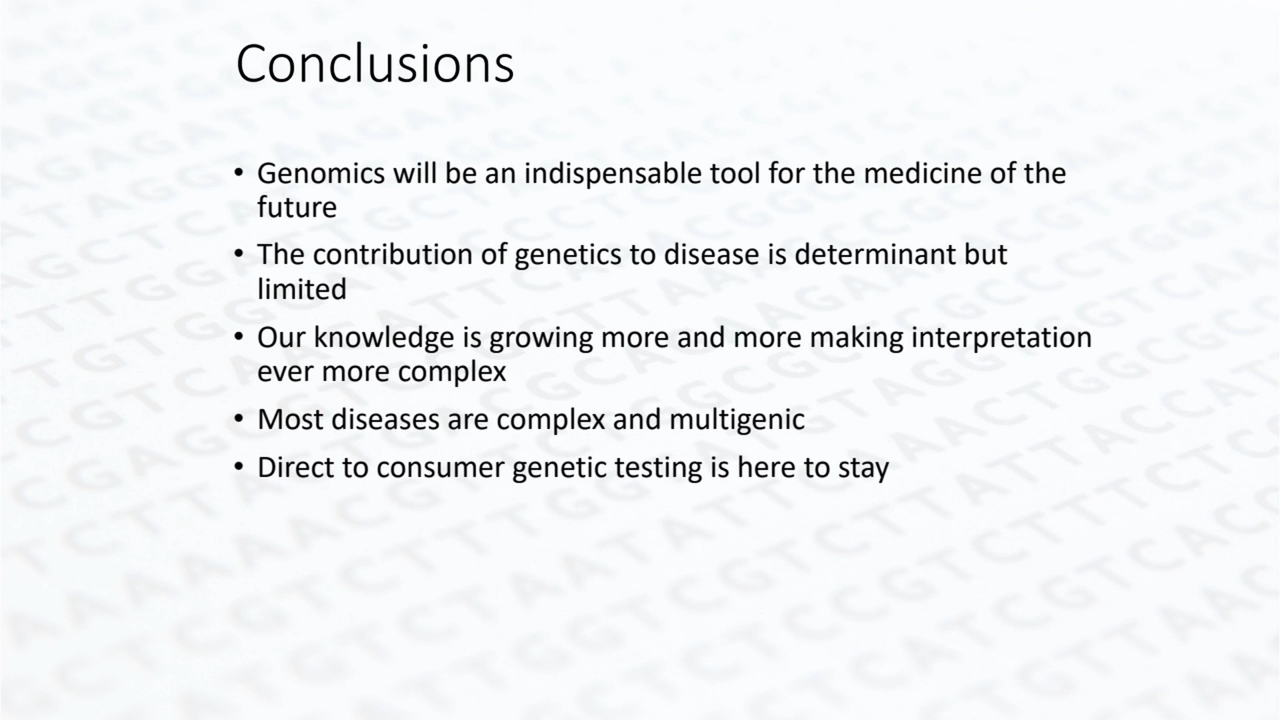 Conclusions
• Genomics will be an indispensable tool for the medicine of the
future
• The contribution of genetics to disease is determinant but
limited
• Our knowledge is growing more and more making interpretation
ever more complex
• Most diseases are complex and multigenic
• Direct to consumer genetic testing is here to stay